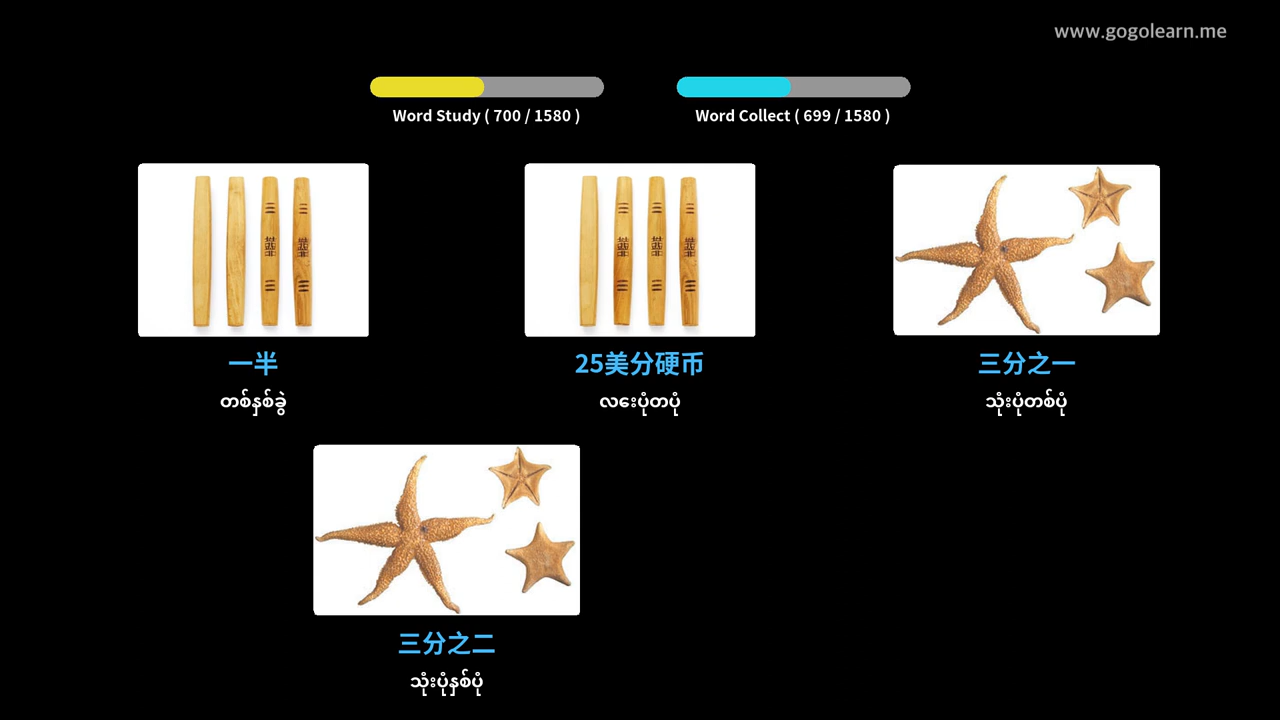 www.gogolearn.me
Word Study ( 700 / 1580 )
Word Collect ( 699 / 1580 )
一半
တစ်နှစ်ခွဲ
25美分硬币
လေးပုံတပုံ
三分之一
သုံးပုံတစ်ပုံ
三分之二
သုံးပုံနှစ်ပုံ